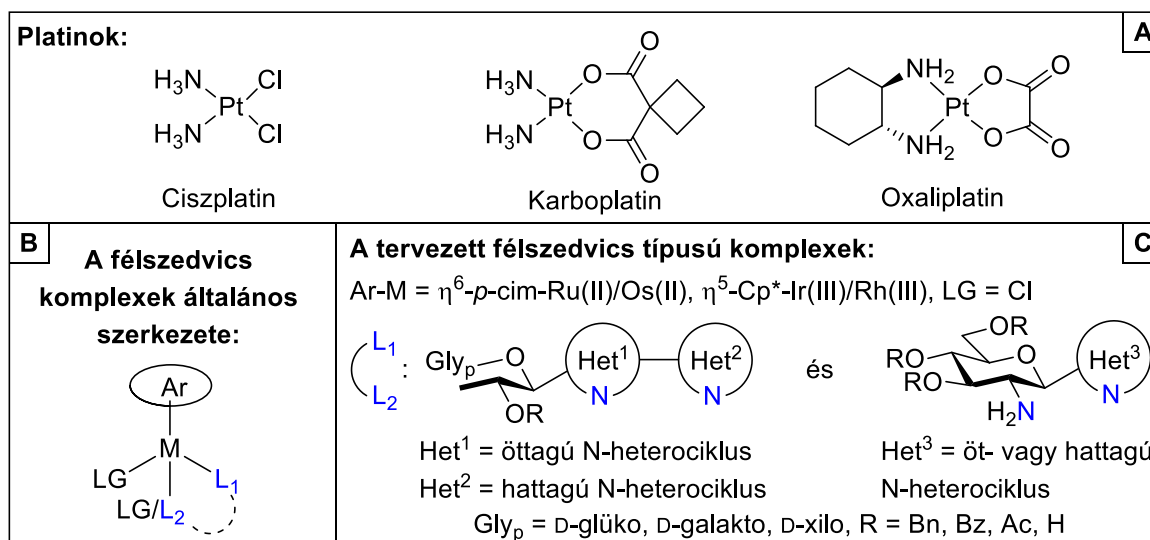 Platinok:
A
H3N Cl
Pt
H3N Cl
Ciszplatin
O
H3N O
Pt
H3N O
O
Karboplatin
NH2 O O
Pt
NH2 O O
Oxaliplatin
B
A félszedvics
komplexek általános
szerkezete:
Ar
M
LG L1
LG/L2
C
A tervezett félszedvics típusú komplexek:
Ar-M = η6-p-cim-Ru(II)/Os(II), η5-Cp*-Ir(III)/Rh(III), LG = Cl
L1
L2
:
Glyp O Het1 Het2
OR N N
és
OR
RO O Het3
RO
H2N N
Het1 = öttagú N-heterociklus
Het2 = hattagú N-heterociklus
Het3 = öt- vagy hattagú
N-heterociklus
Glyp = D-glüko, D-galakto, D-xilo, R = Bn, Bz, Ac, H